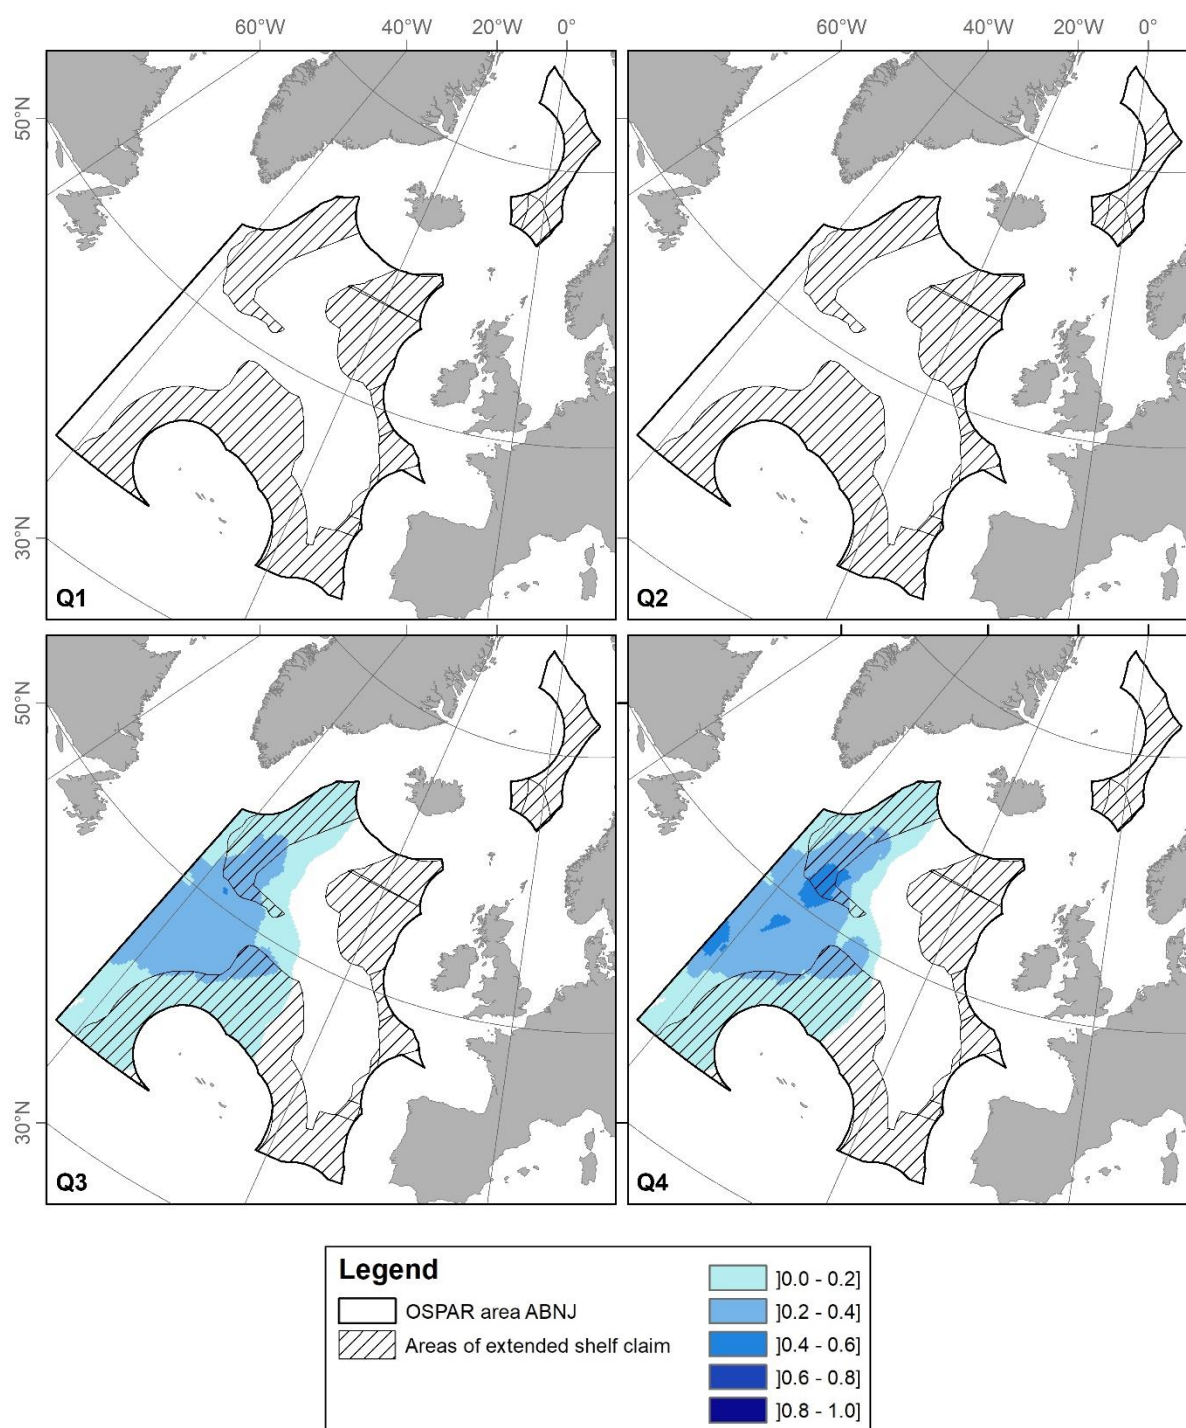 60°W 40°W 20°W 0°
60°W 40°W 20°W 0°
50°N
30°N
Q1
Q2
50°N
30°N
Q3
Q4
Legend
OSPAR area ABNJ
Areas of extended shelf claim
]0.0 - 0.2]
]0.2 - 0.4]
]0.4 - 0.6]
]0.6 - 0.8]
]0.8 - 1.0]